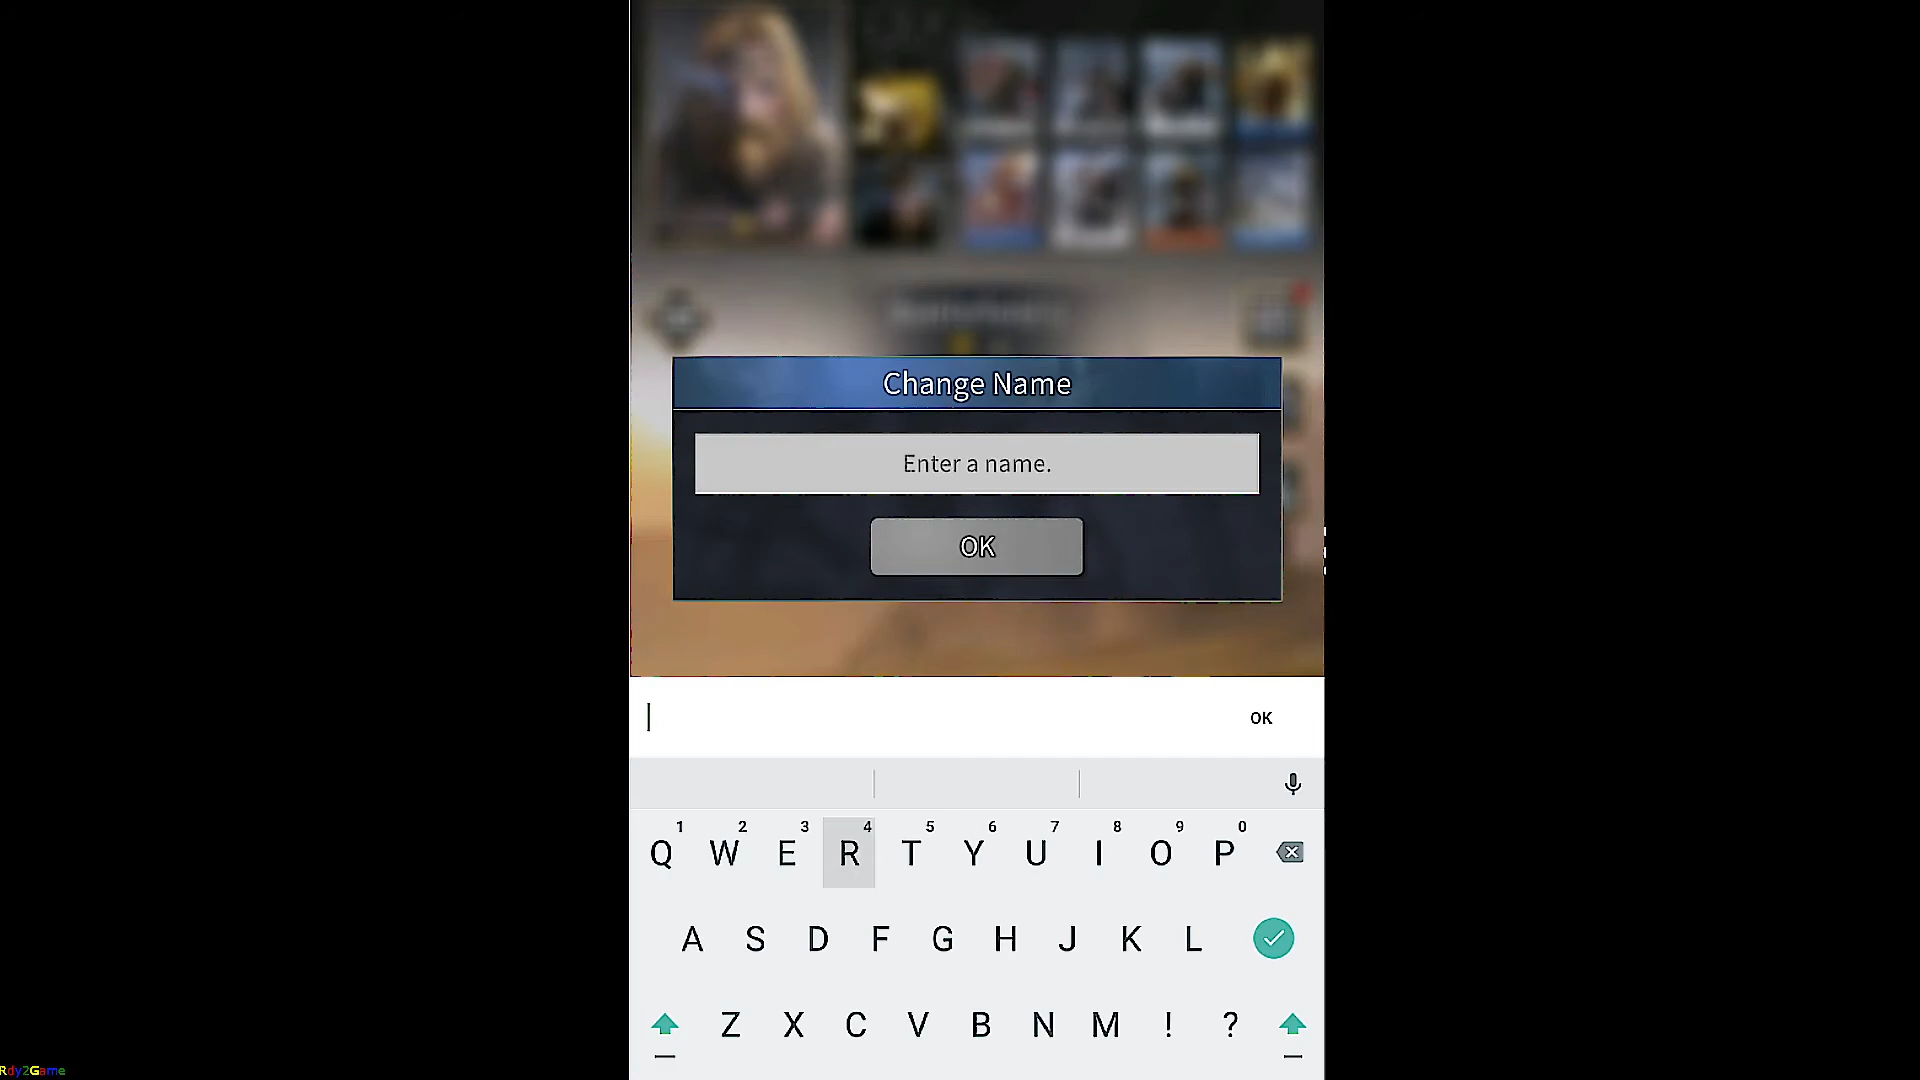 Change Name
Enter a name.
OK
OK
1 2 3 4 5 6 7 8 9 0
Q W E R T Y U I O P
A S D F G H J K L
Z X C V B N M ! ?
Rdy2Game